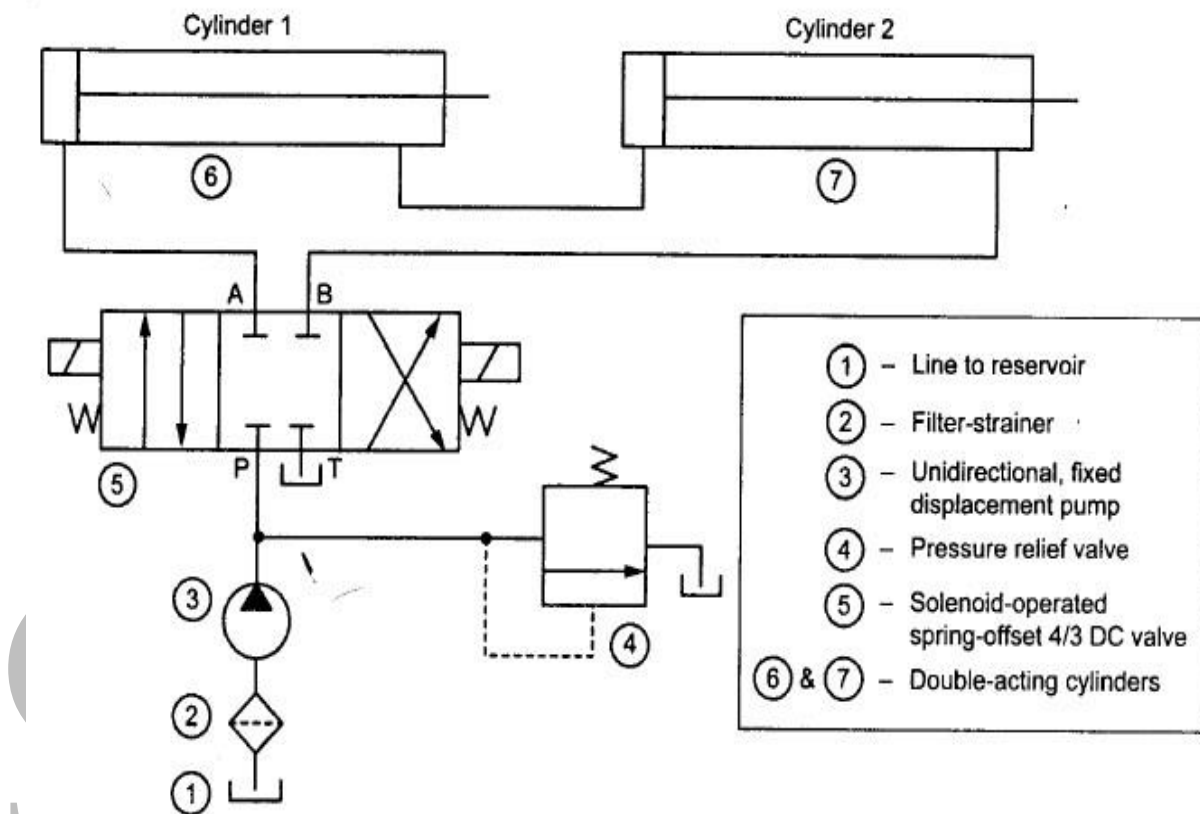 Cylinder 1
Cylinder 2
6
7
A B
P T
5
3
4
2
1
1 – Line to reservoir
2 – Filter-strainer
3 – Unidirectional, fixed
displacement pump
4 – Pressure relief valve
5 – Solenoid-operated
spring-offset 4/3 DC valve
6 & 7 – Double-acting cylinders